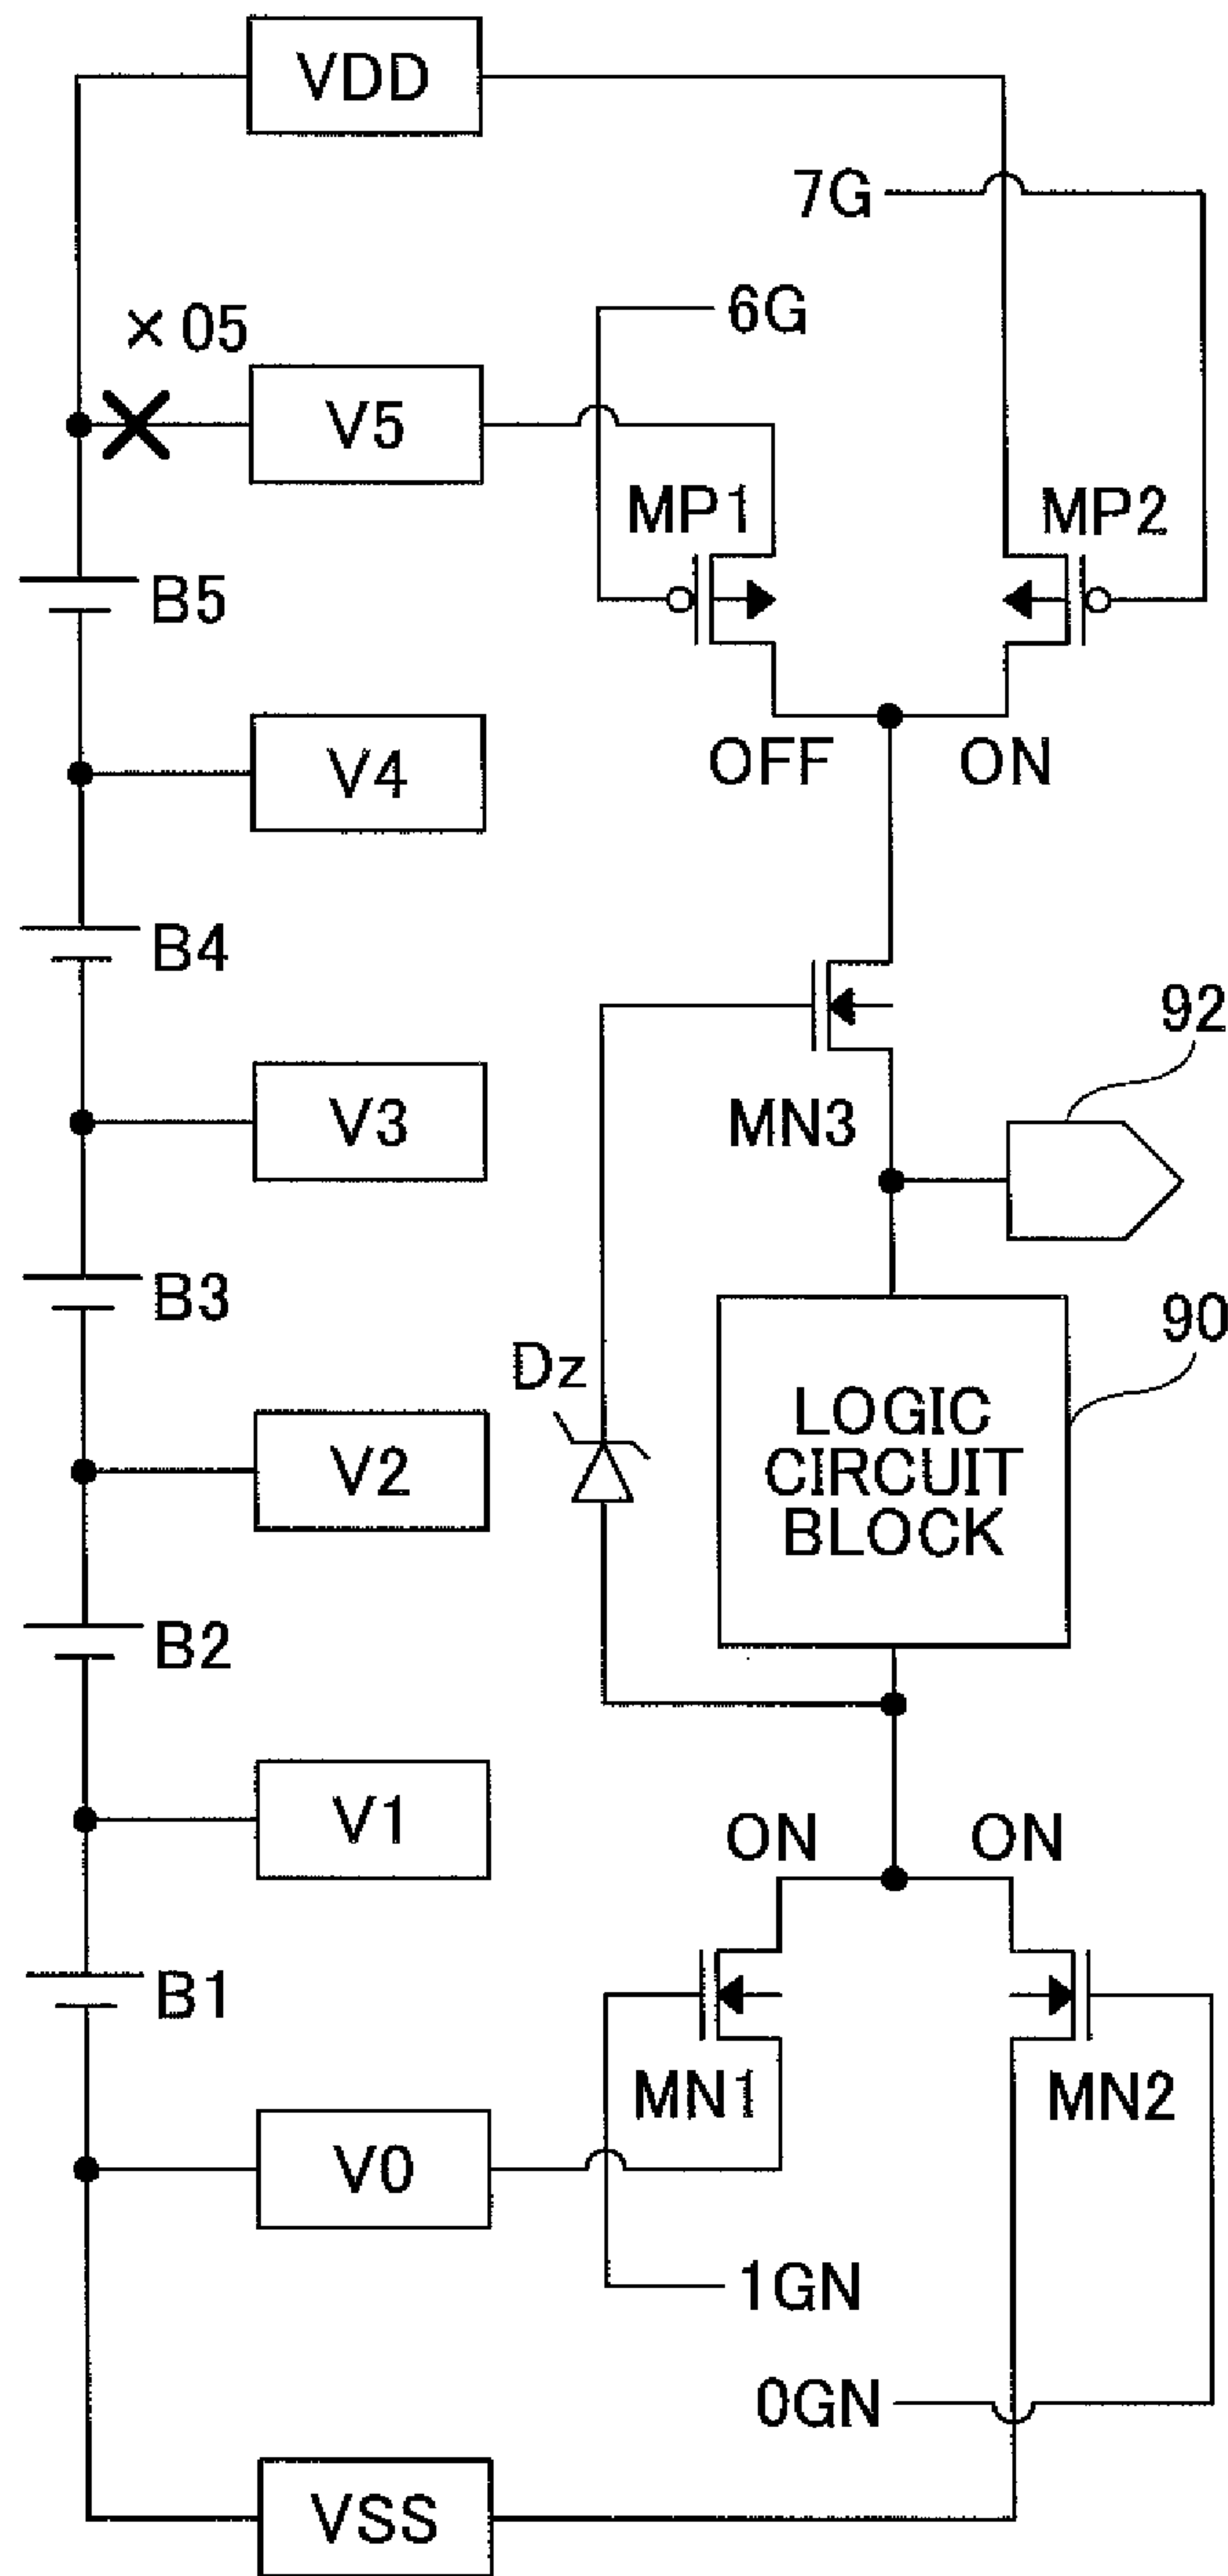 VDD
7G
6G
× 05
V5
MP1
MP2
B5
OFF
ON
V4
B4
92
V3
MN3
B3
90
Dz
LOGIC
CIRCUIT
BLOCK
V2
B2
V1
ON
ON
B1
MN1
MN2
V0
1GN
0GN
VSS